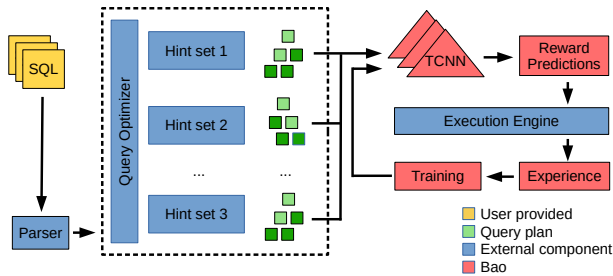 SQL
Parser
Query Optimizer
Hint set 1
Hint set 2
...
...
Hint set 3
TCNN
Reward
Predictions
Execution Engine
Training
Experience
User provided
Query plan
External component
Bao